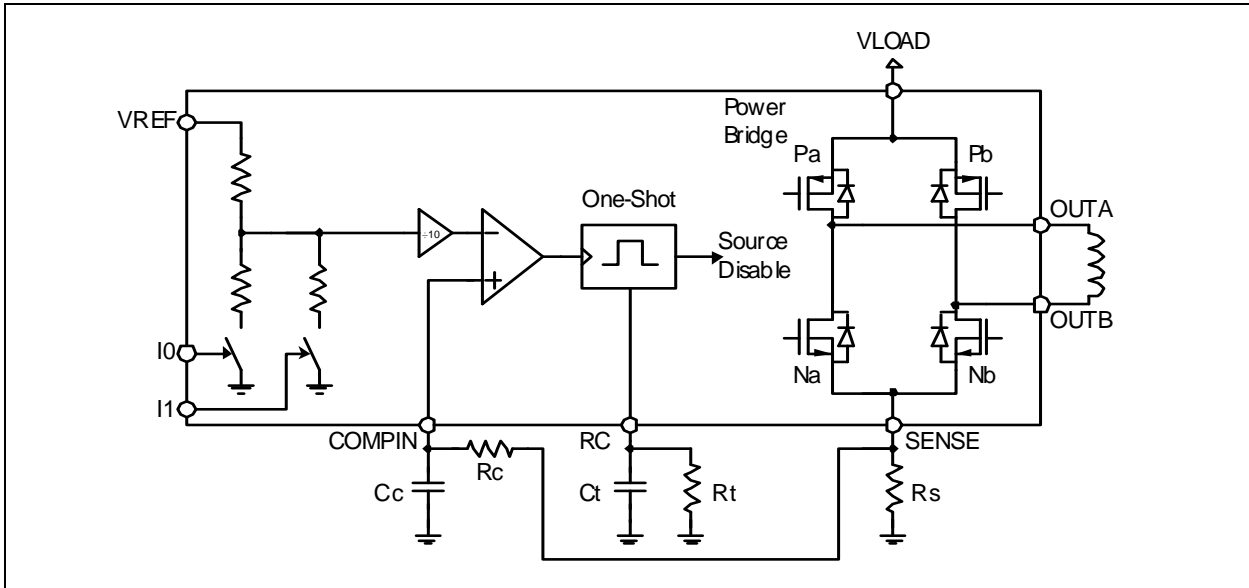 VLOAD
VREF
Power
Bridge
Pa
Pb
One-Shot
OUTA
÷10
Source
Disable
OUTB
I0
Na
Nb
I1
COMPIN
RC
SENSE
Rc
Cc
Ct
Rt
Rs